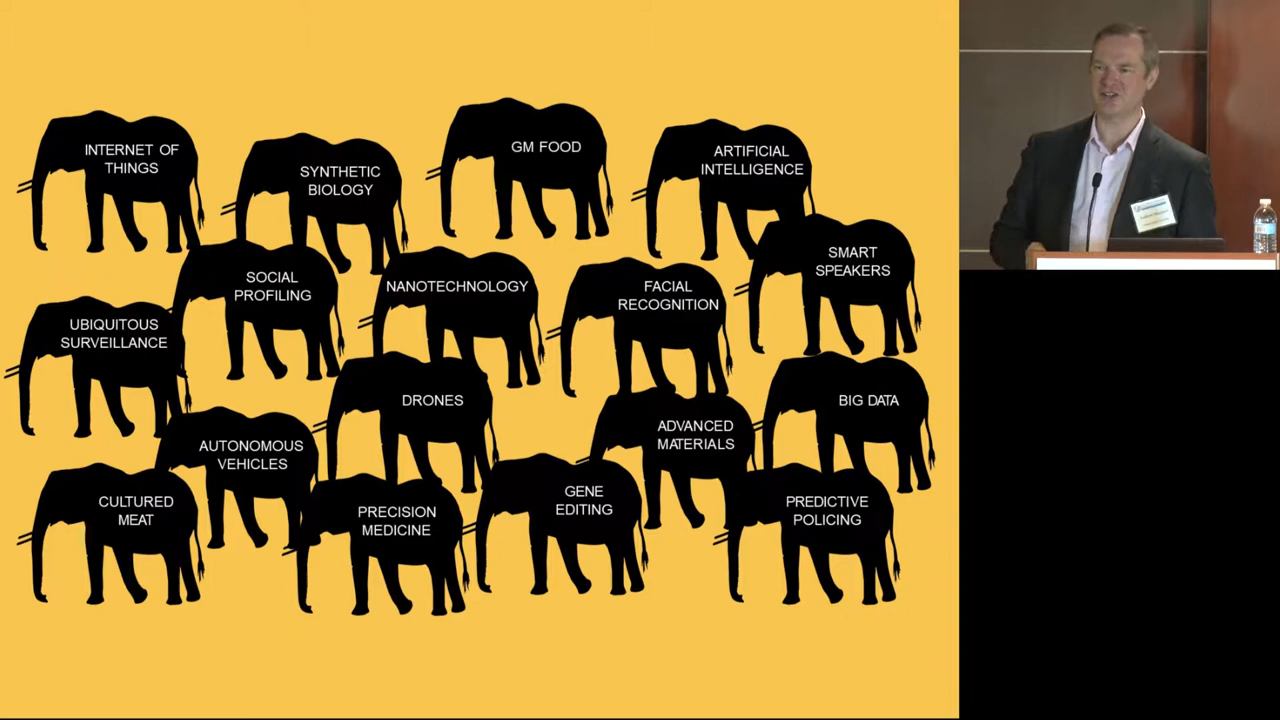 INTERNET OF
THINGS
SYNTHETIC
BIOLOGY
GM FOOD
ARTIFICIAL
INTELLIGENCE
SOCIAL
PROFILING
NANOTECHNOLOGY
FACIAL
RECOGNITION
SMART
SPEAKERS
UBIQUITOUS
SURVEILLANCE
DRONES
BIG DATA
AUTONOMOUS
VEHICLES
ADVANCED
MATERIALS
CULTURED
MEAT
PRECISION
MEDICINE
GENE
EDITING
PREDICTIVE
POLICING